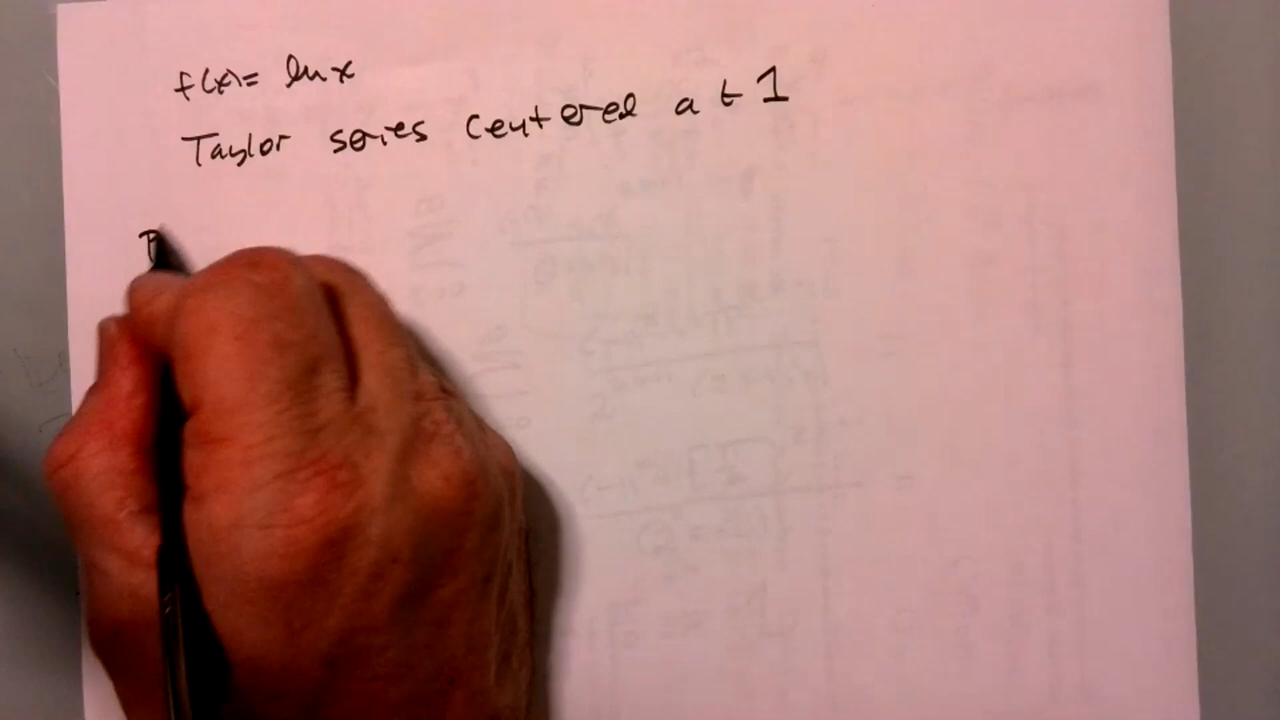 f(x)= ln x
Taylor series centered at 1